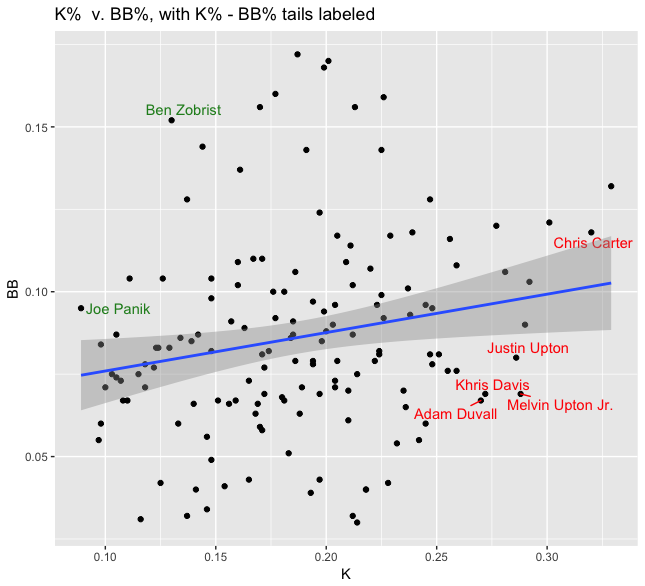 K%  v. BB%, with K% - BB% tails labeled
Ben Zobrist
0.15
Chris Carter
0.10
Joe Panik
Justin Upton
Khris Davis
Melvin Upton Jr.
Adam Duvall
0.05
BB
0.10 0.15 0.20 0.25 0.30
K